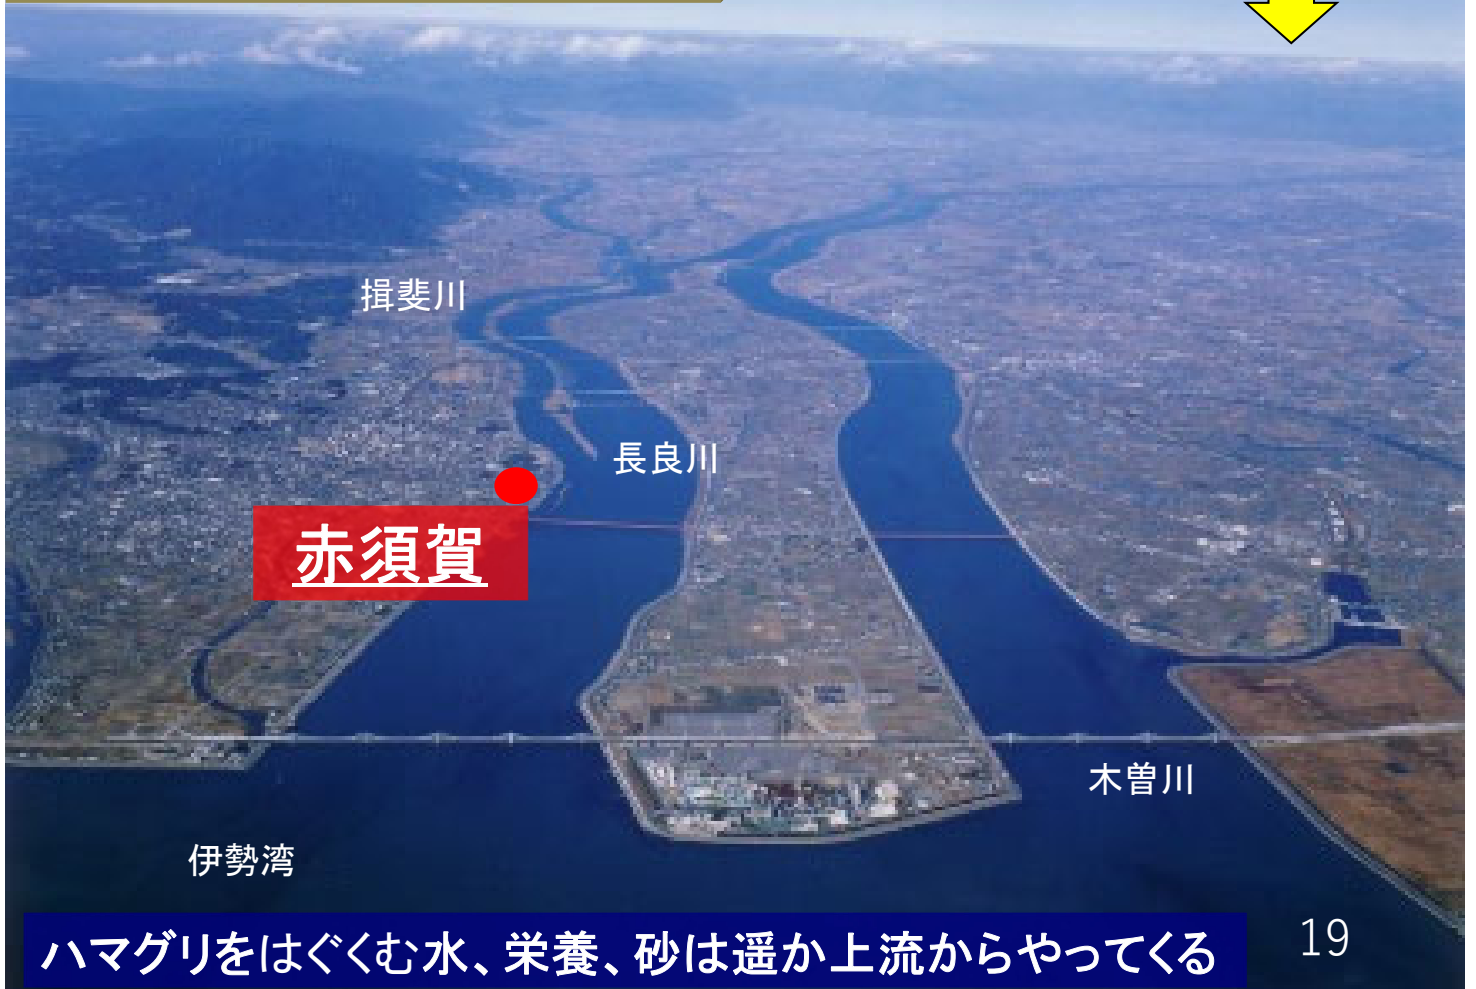 揖斐川
長良川
赤須賀
木曽川
伊勢湾
ハマグリをはぐくむ水、栄養、砂は遥か上流からやってくる
19